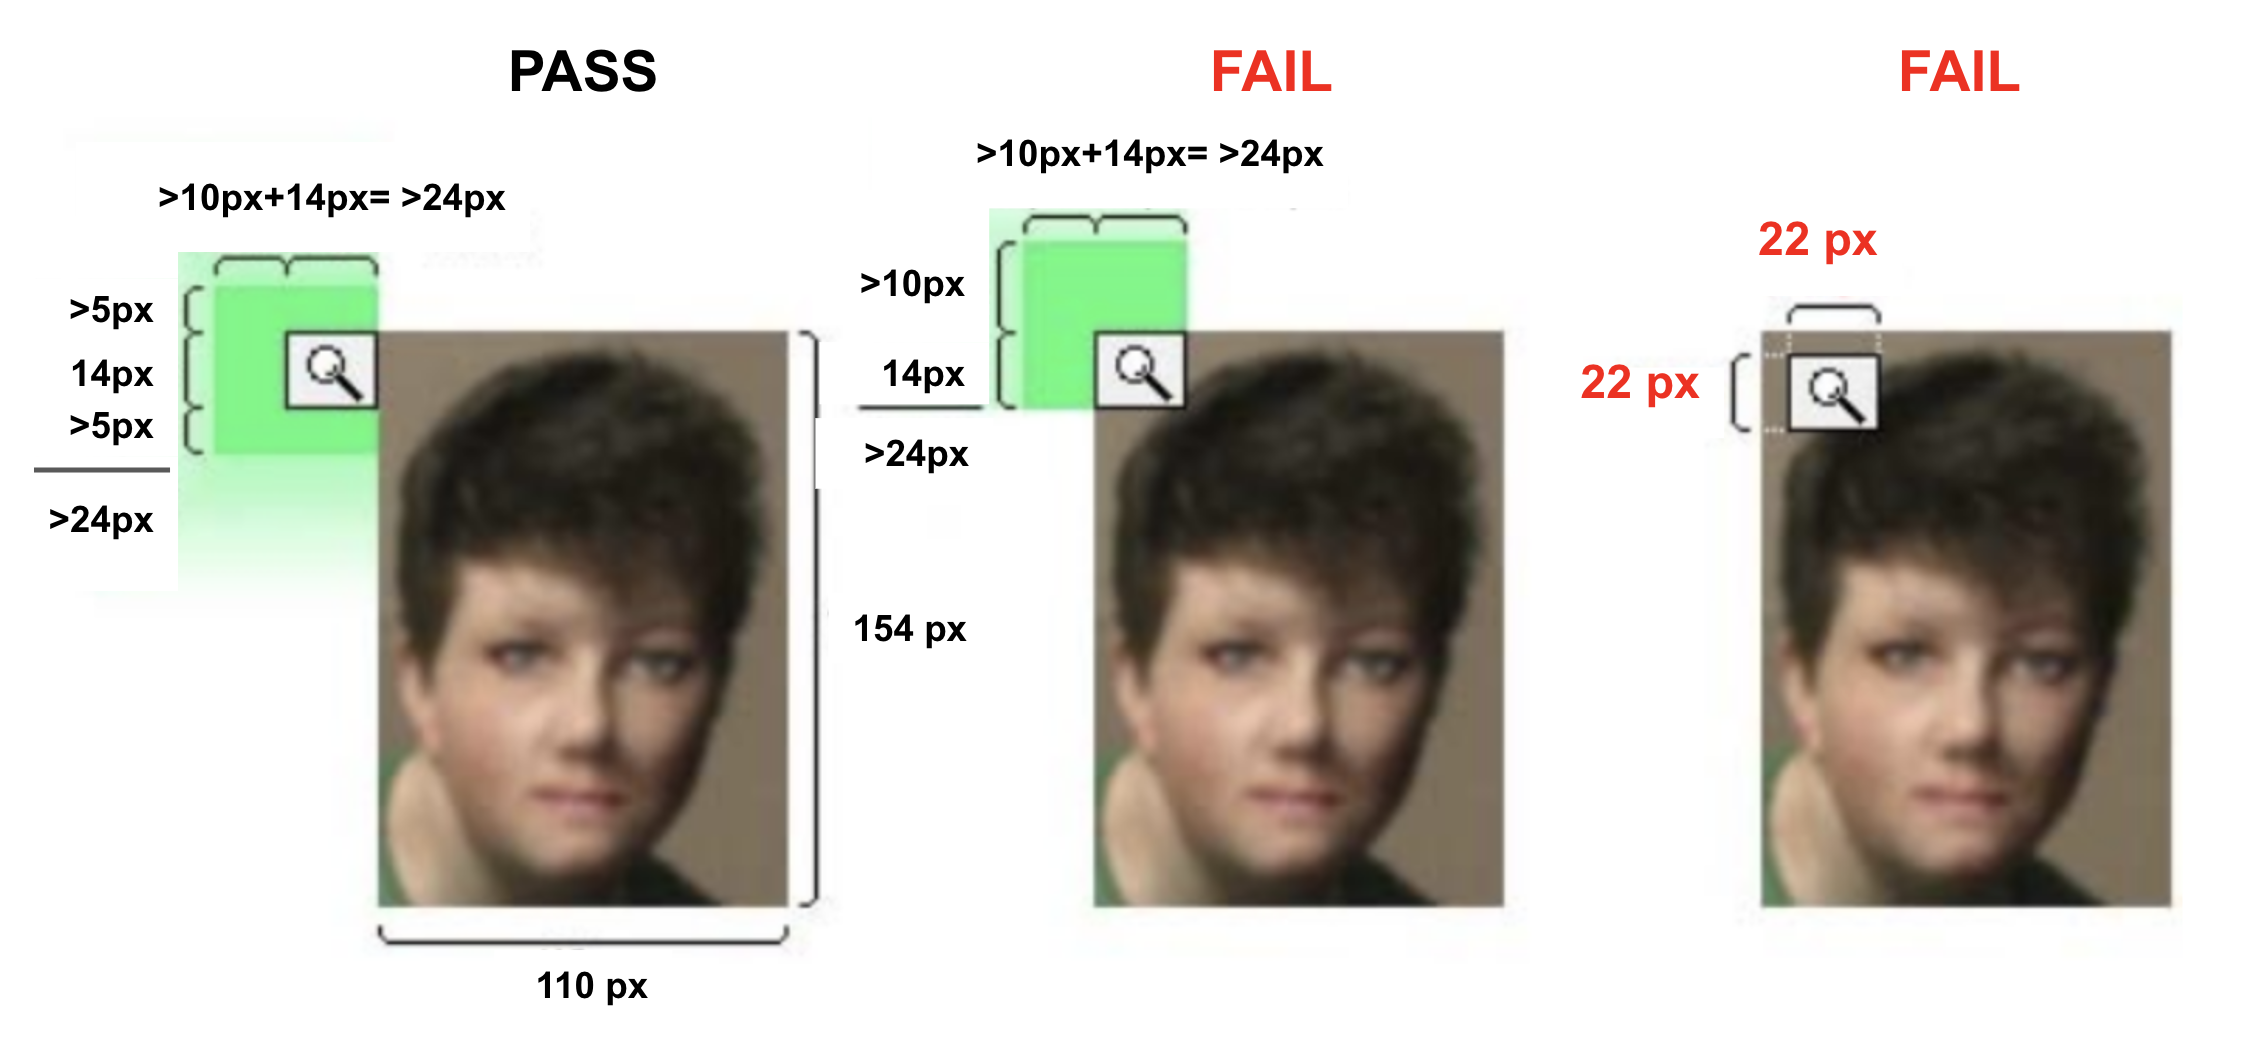 PASS
>10px+14px= >24px
>5px
14px
>5px
>24px
154 px
110 px
FAIL
>10px+14px= >24px
>10px
14px
>24px
FAIL
22 px
22 px